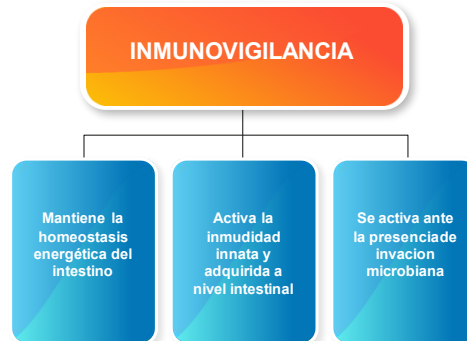 INMUNOVIGILANCIA
Mantiene la
homeostasis
energética del
intestino
Activa la
inmudidad
innata y
adquirida a
nivel intestinal
Se activa ante
la presenciade
invacion
microbiana